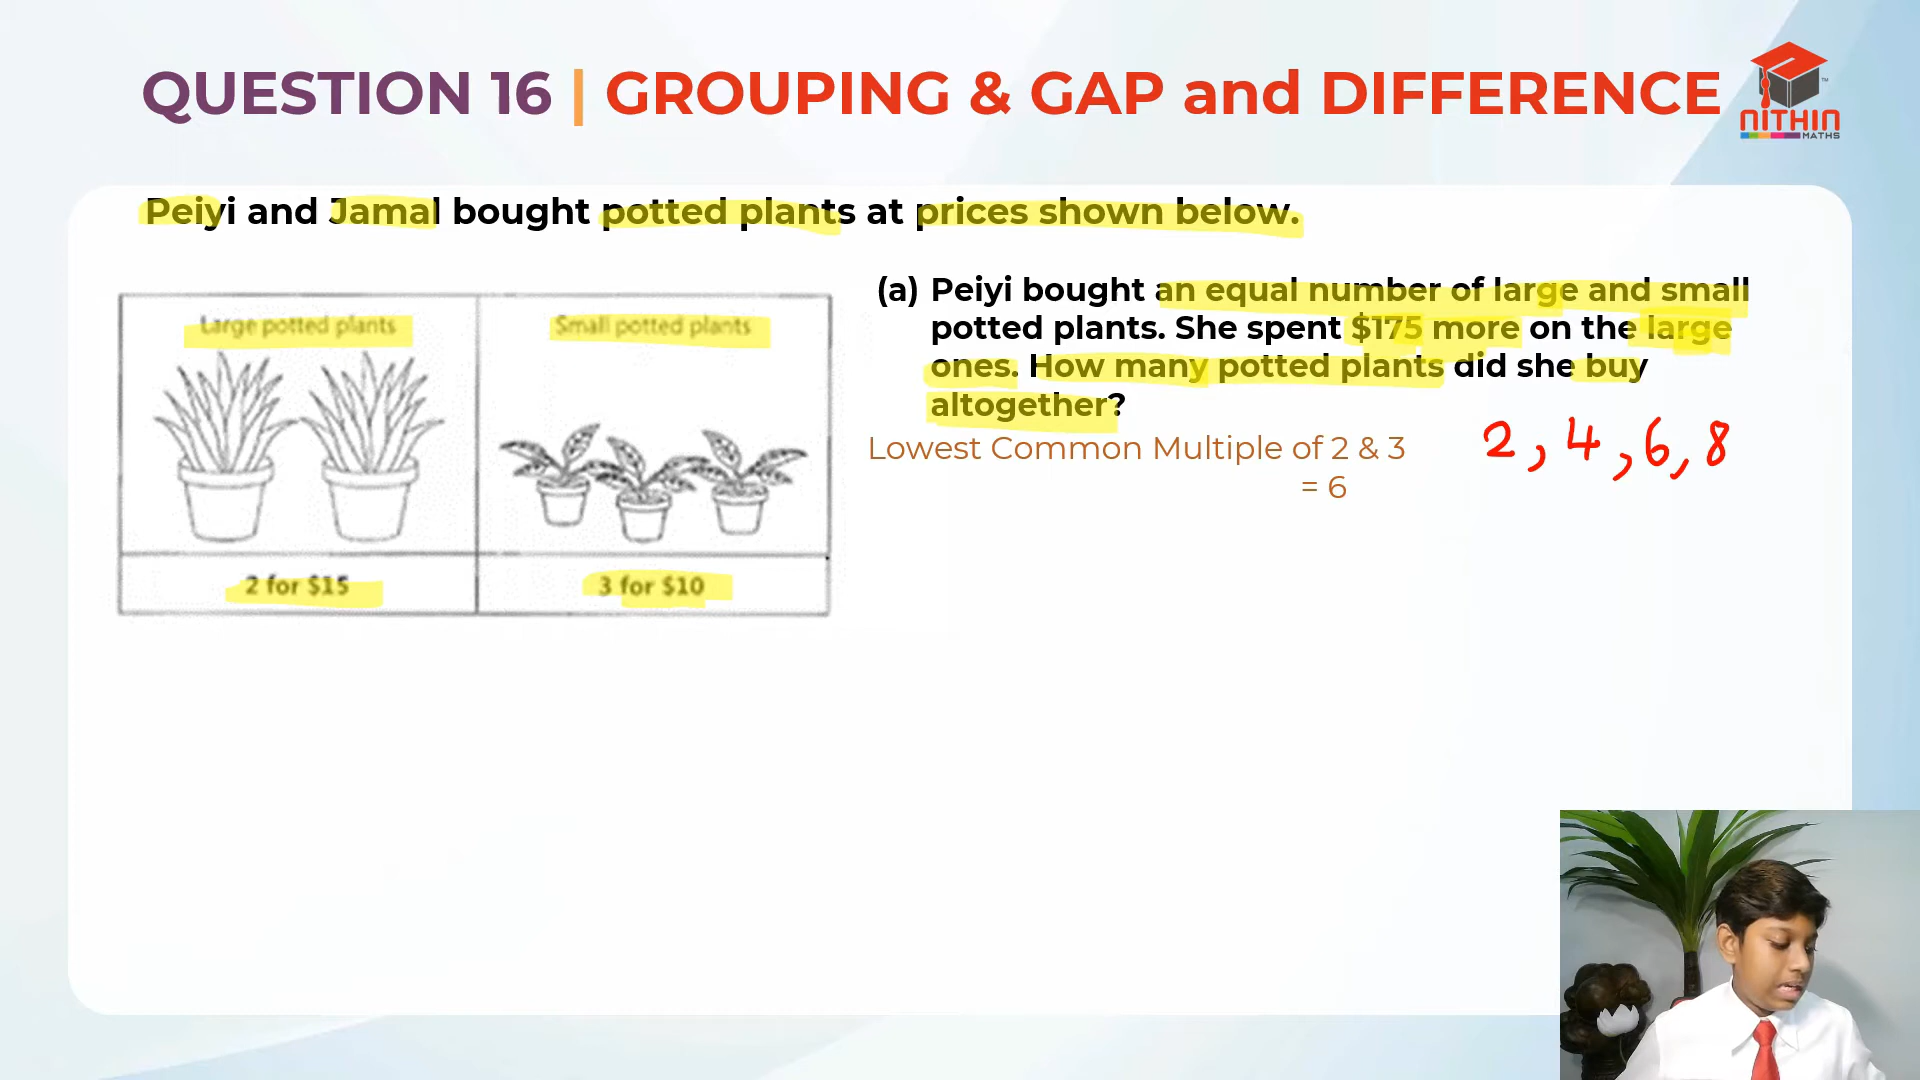 QUESTION 16 | GROUPING & GAP and DIFFERENCE
NITHIN
MATHS
Peiyi and Jamal bought potted plants at prices shown below.
Large potted plants
Small potted plants
2 for $15
3 for $10
(a) Peiyi bought an equal number of large and small
potted plants. She spent $175 more on the large
ones. How many potted plants did she buy
altogether?
Lowest Common Multiple of 2 & 3
= 6
2, 4, 6, 8